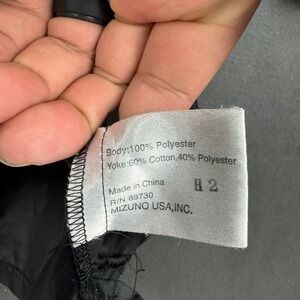 Body:100% Polyester
Yoke:60% Cotton,40% Polyester
Made in China H 2
R/N 89730
MIZUNO USA,INC.